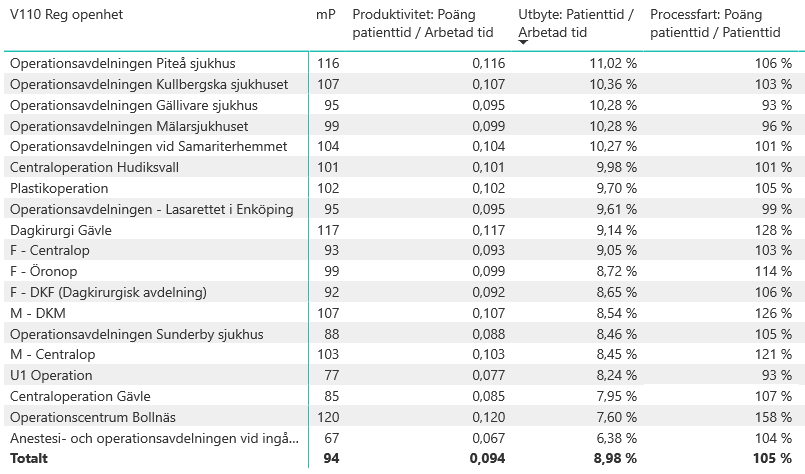 V110 Reg openhet mP Produktivitet: Poäng Utbyte: Patienttid / Processfart: Poäng
patienttid / Arbetad tid Arbetad tid patienttid / Patienttid
Operationsavdelningen Piteå sjukhus 116 0,116 11,02 % 106 %
Operationsavdelningen Kullbergska sjukhuset 107 0,107 10,36 % 103 %
Operationsavdelningen Gällivare sjukhus 95 0,095 10,28 % 93 %
Operationsavdelningen Mälarsjukhuset 99 0,099 10,28 % 96 %
Operationsavdelningen vid Samariterhemmet 104 0,104 10,27 % 101 %
Centraloperation Hudiksvall 101 0,101 9,98 % 101 %
Plastikoperation 102 0,102 9,70 % 105 %
Operationsavdelningen - Lasarettet i Enköping 95 0,095 9,61 % 99 %
Dagkirurgi Gävle 117 0,117 9,14 % 128 %
F - Centralop 93 0,093 9,05 % 103 %
F - Öronop 99 0,099 8,72 % 114 %
F - DKF (Dagkirurgisk avdelning) 92 0,092 8,65 % 106 %
M - DKM 107 0,107 8,54 % 126 %
Operationsavdelningen Sunderby sjukhus 88 0,088 8,46 % 105 %
M - Centralop 103 0,103 8,45 % 121 %
U1 Operation 77 0,077 8,24 % 93 %
Centraloperation Gävle 85 0,085 7,95 % 107 %
Operationscentrum Bollnäs 120 0,120 7,60 % 158 %
Anestesi- och operationsavdelningen vid ingå... 67 0,067 6,38 % 104 %
Totalt 94 0,094 8,98 % 105 %